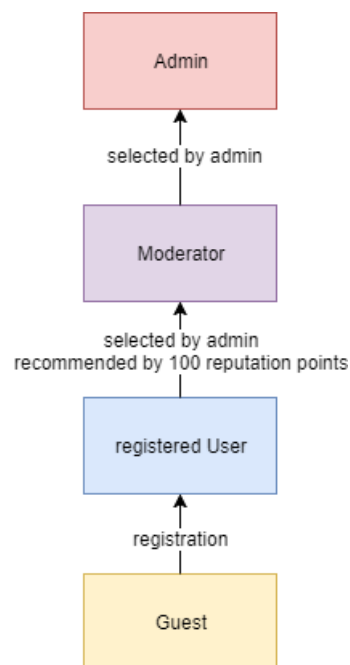 Admin
selected by admin
Moderator
selected by admin
recommended by 100 reputation points
registered User
registration
Guest